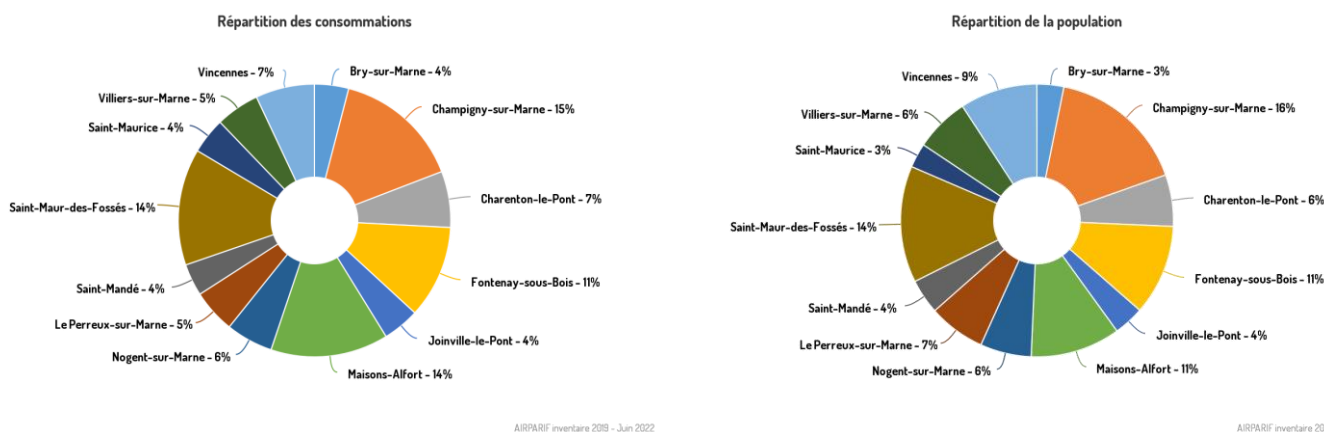 Répartition des consommations
Vincennes - 7%
Bry-sur-Marne - 4%
Villiers-sur-Marne - 5%
Champigny-sur-Marne - 15%
Saint-Maurice - 4%
Charenton-le-Pont - 7%
Saint-Maur-des-Fossés - 14%
Fontenay-sous-Bois - 11%
Saint-Mandé - 4%
Le Perreux-sur-Marne - 5%
Joinville-le-Pont - 4%
Nogent-sur-Marne - 6%
Maisons-Alfort - 14%
AIRPARIF inventaire 2019 - Juin 2022
Répartition de la population
Vincennes - 9%
Bry-sur-Marne - 3%
Villiers-sur-Marne - 6%
Champigny-sur-Marne - 16%
Saint-Maurice - 3%
Charenton-le-Pont - 6%
Saint-Maur-des-Fossés - 14%
Fontenay-sous-Bois - 11%
Saint-Mandé - 4%
Joinville-le-Pont - 4%
Le Perreux-sur-Marne - 7%
Nogent-sur-Marne - 6%
Maisons-Alfort - 11%
AIRPARIF inventaire 20